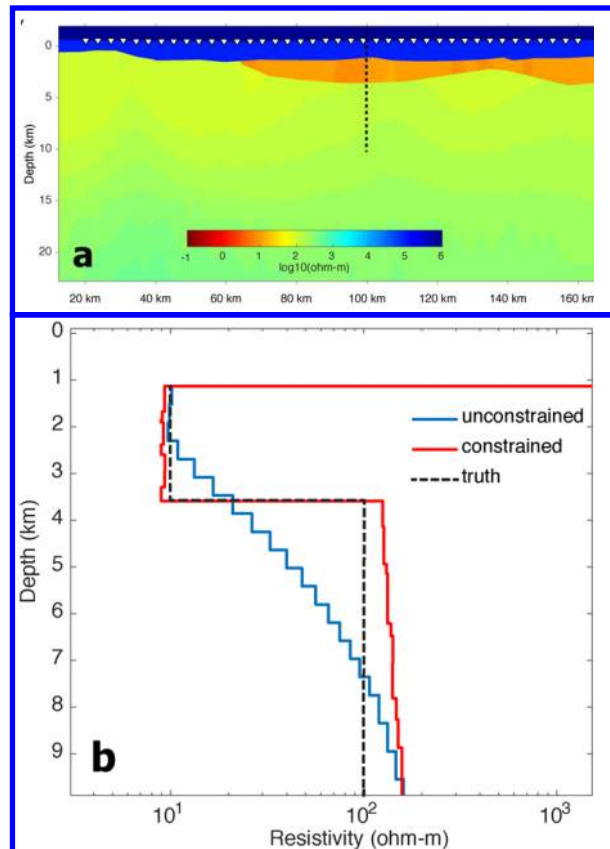 0
5
10
15
20
Depth (km)
a
-1 0 1 2 3 4 5 6
log10(ohm-m)
20 km 40 km 60 km 80 km 100 km 120 km 140 km 160 km
0
1
2
3
4
5
6
7
8
9
Depth (km)
unconstrained
constrained
truth
b
10^1 10^2 10^3
Resistivity (ohm-m)